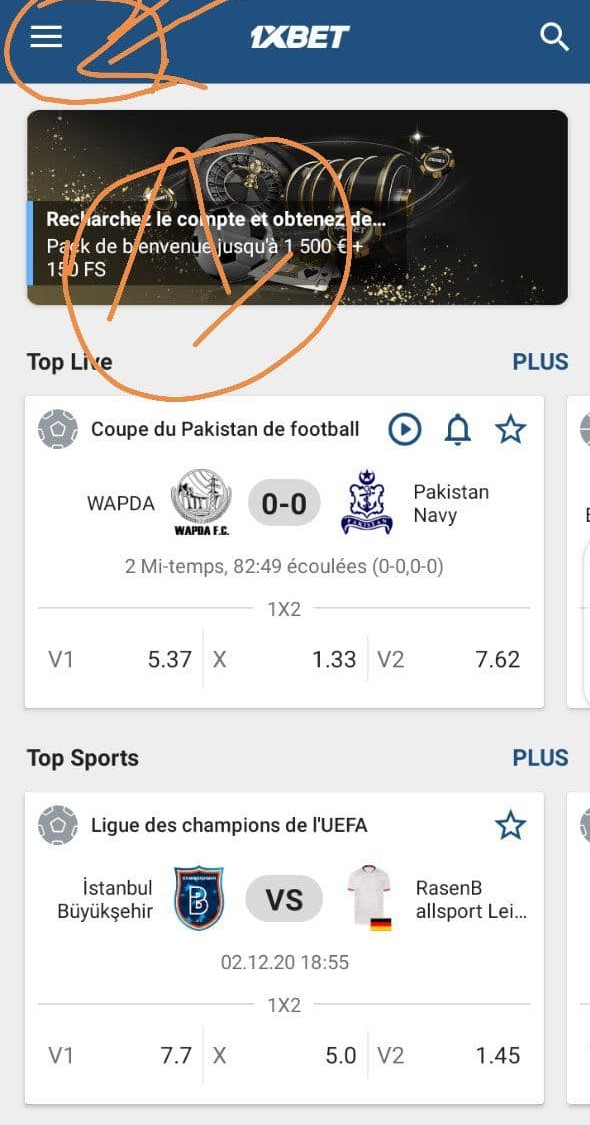 1XBET
Recharchez le compte et obtenez de...
Pack de bienvenue jusqu'à 1 500 € +
150 FS
Top Live PLUS
Coupe du Pakistan de football
WAPDA 0-0 Pakistan
Navy
WAPDA F.C.
PAKISTAN
2 Mi-temps, 82:49 écoulées (0-0,0-0)
1X2
V1 5.37 X 1.33 V2 7.62
Top Sports PLUS
Ligue des champions de l'UEFA
İstanbul VS RasenB
Büyükşehir allsport Lei...
02.12.20 18:55
1X2
V1 7.7 X 5.0 V2 1.45